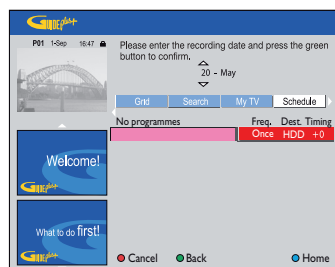 GUIDE plus+
P01 1-Sep 16:47
Please enter the recording date and press the green
button to confirm.
20 - May
Grid Search My TV Schedule
No programmes Freq. Dest. Timing
Once HDD +0
Welcome!
GUIDE plus+
What to do first!
GUIDE plus+
Cancel Back Home